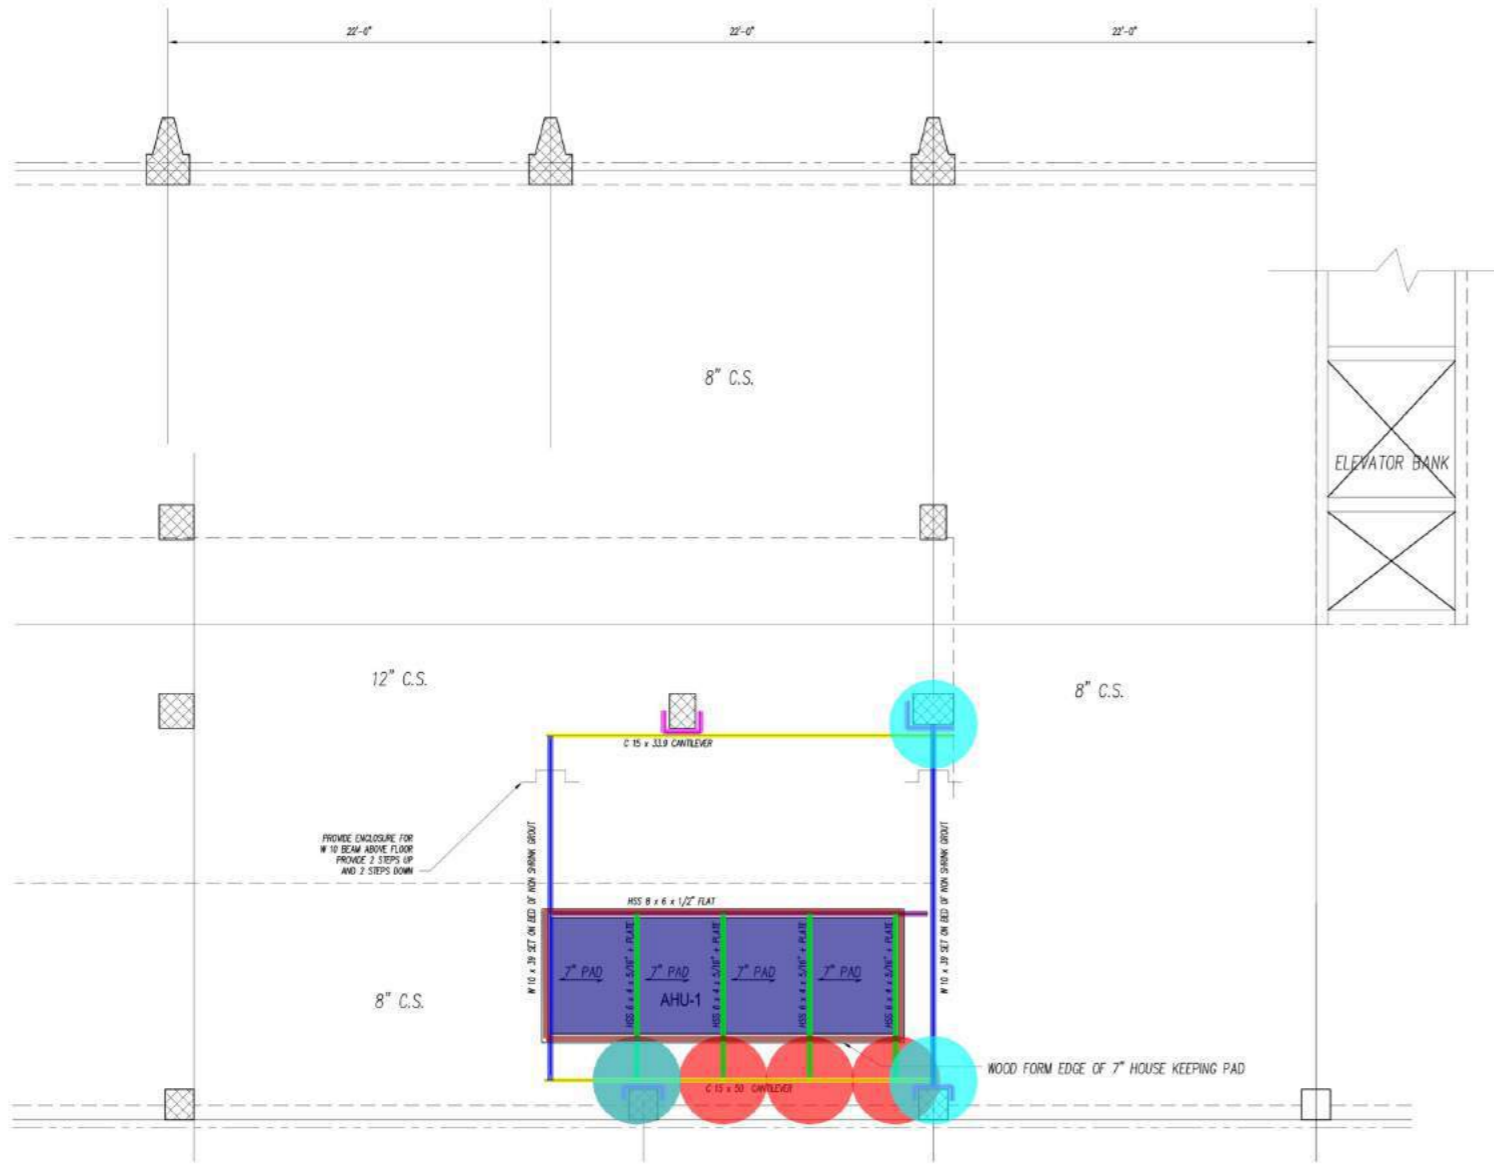 22'-0"
22'-0"
22'-0"
8" C.S.
ELEVATOR BANK
12" C.S.
8" C.S.
C 15 x 33.9 CANTILEVER
PROVIDE ENCLOSURE FOR
W 10 BEAM ABOVE FLOOR
PROVIDE 2 STEPS UP
AND 2 STEPS DOWN
W 10 x 39 SET ON BED OF NON SHRINK GROUT
W 10 x 39 SET ON BED OF NON SHRINK GROUT
HSS 8 x 6 x 1/2" FLAT
HSS 6 x 4 x 5/16" + PLATE
HSS 6 x 4 x 5/16" + PLATE
HSS 6 x 4 x 5/16" + PLATE
HSS 6 x 4 x 5/16" + PLATE
7" PAD
7" PAD
7" PAD
7" PAD
AHU-1
8" C.S.
WOOD FORM EDGE OF 7" HOUSE KEEPING PAD
C 15 x 50 CANTILEVER